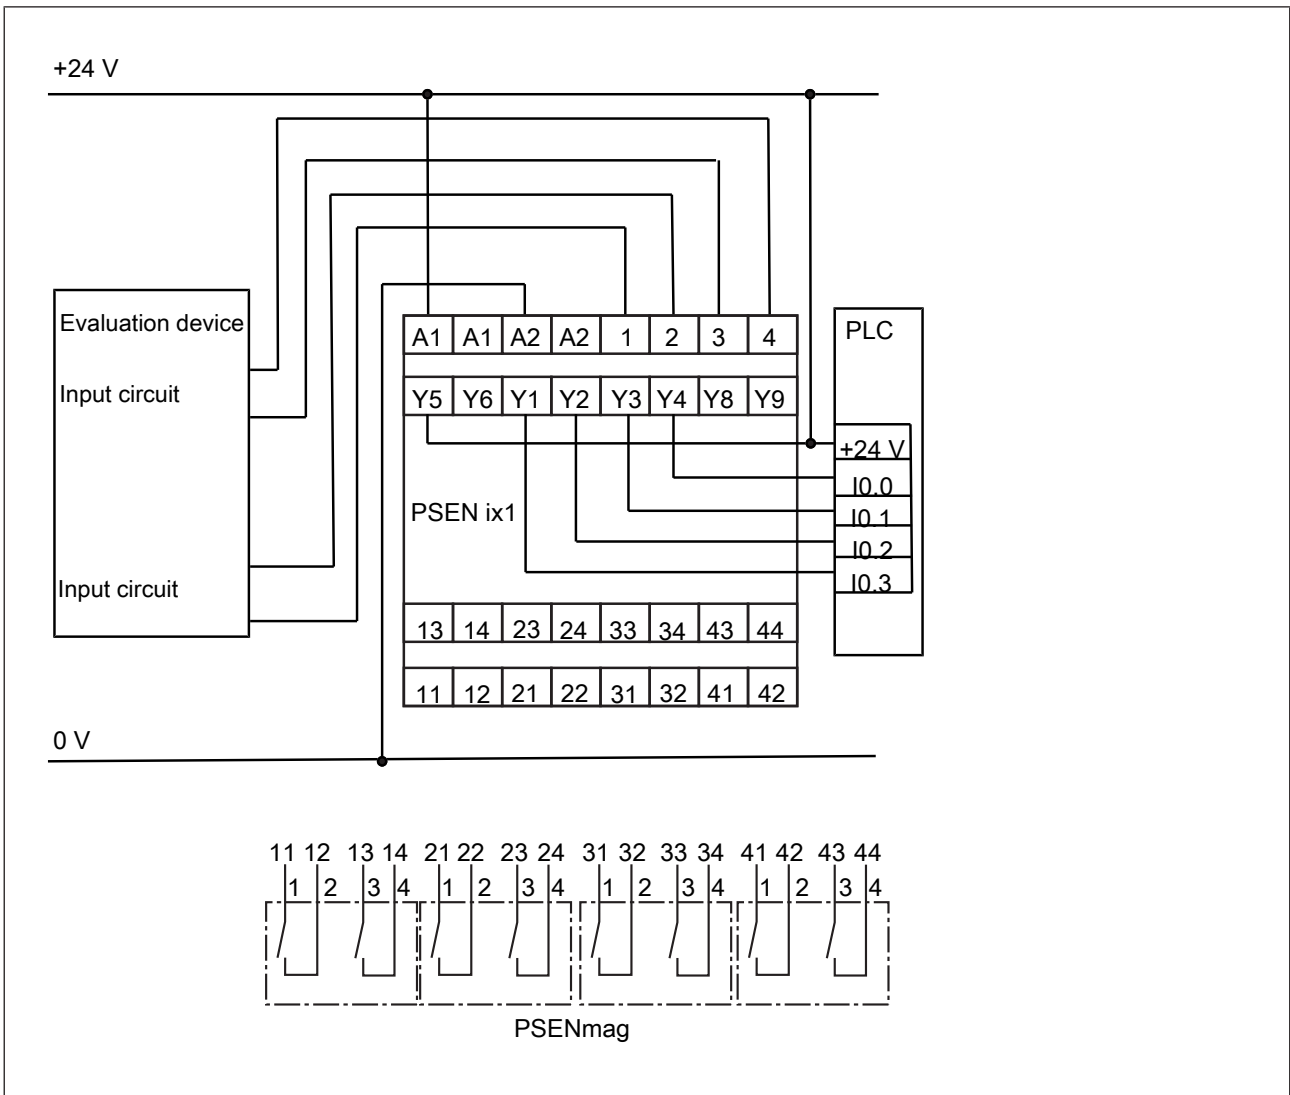 +24 V
Evaluation device
Input circuit
Input circuit
A1 A1 A2 A2 1 2 3 4
Y5 Y6 Y1 Y2 Y3 Y4 Y8 Y9
PSEN ix1
13 14 23 24 33 34 43 44
11 12 21 22 31 32 41 42
PLC
+24 V
I0.0
I0.1
I0.2
I0.3
0 V
11 12 13 14 21 22 23 24 31 32 33 34 41 42 43 44
1 2 3 4 1 2 3 4 1 2 3 4 1 2 3 4
PSENmag